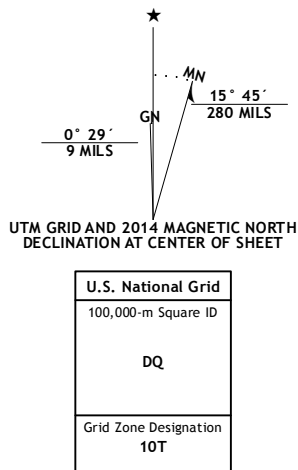 ★
MN
GN
15° 45´
280 MILS
0° 29´
9 MILS
UTM GRID AND 2014 MAGNETIC NORTH
DECLINATION AT CENTER OF SHEET
U.S. National Grid
100,000-m Square ID
DQ
Grid Zone Designation
10T